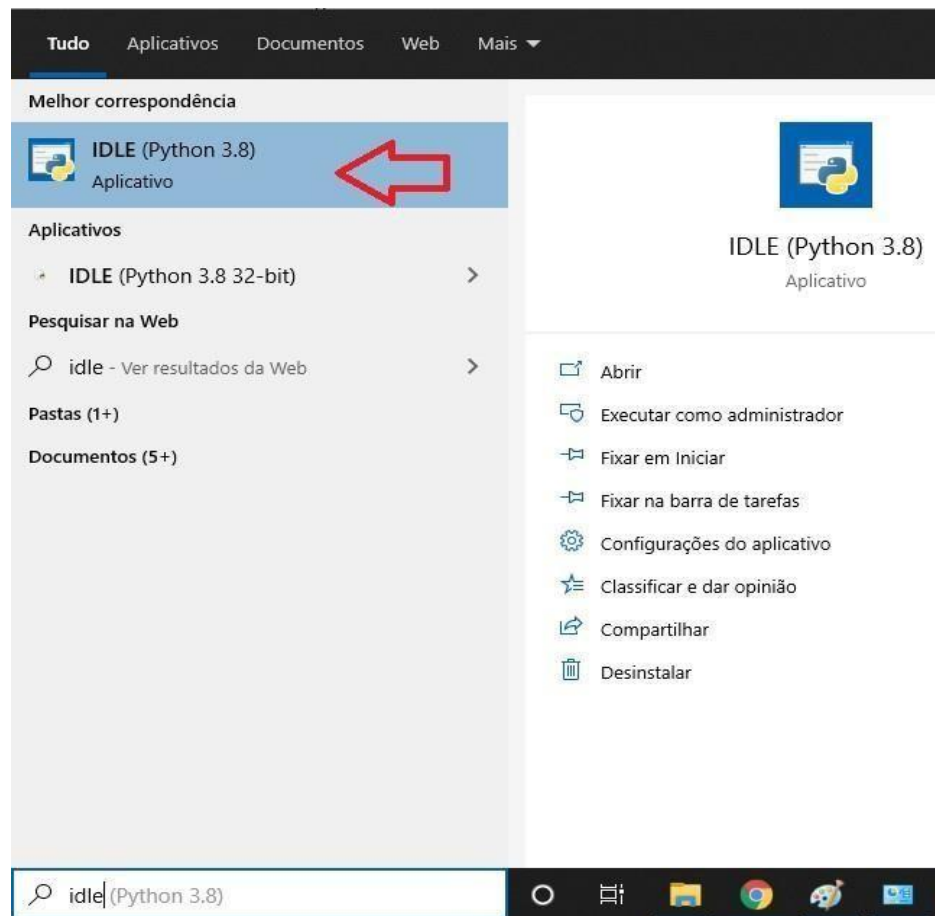 Tudo Aplicativos Documentos Web Mais
Melhor correspondência
IDLE (Python 3.8)
Aplicativo
Aplicativos
IDLE (Python 3.8 32-bit)
Pesquisar na Web
idle - Ver resultados da Web
Pastas (1+)
Documentos (5+)
IDLE (Python 3.8)
Aplicativo
Abrir
Executar como administrador
Fixar em Iniciar
Fixar na barra de tarefas
Configurações do aplicativo
Classificar e dar opinião
Compartilhar
Desinstalar
idle (Python 3.8)